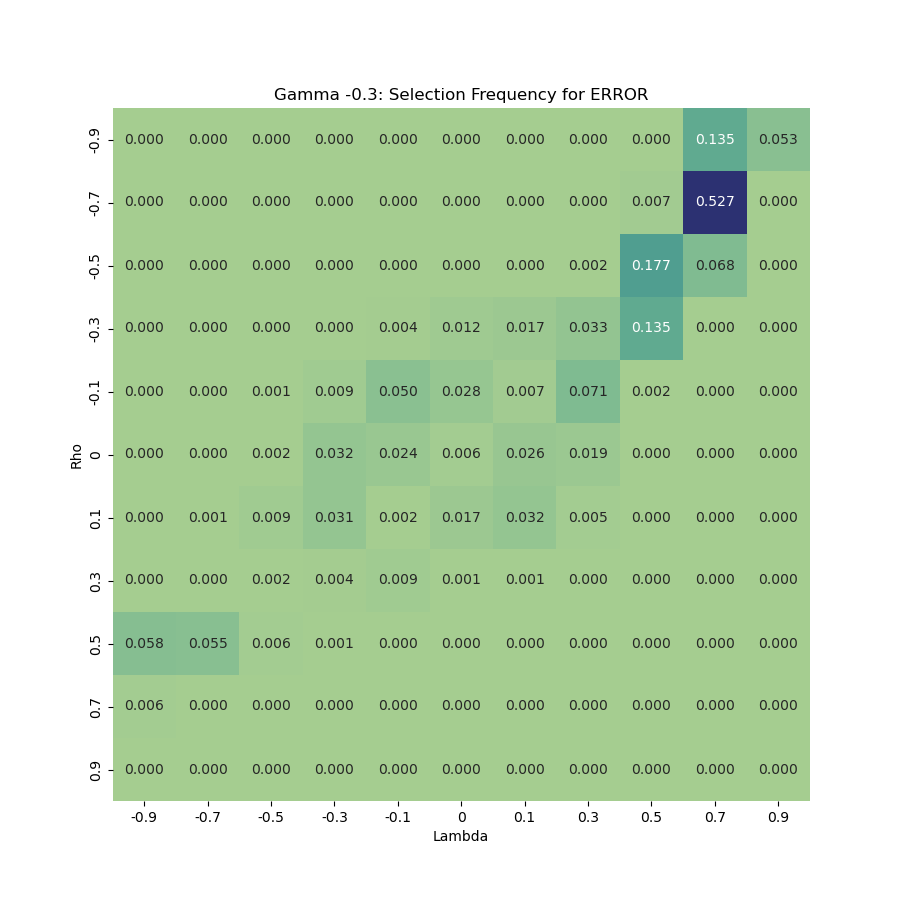 Gamma -0.3: Selection Frequency for ERROR
-0.9 0.000 0.000 0.000 0.000 0.000 0.000 0.000 0.000 0.000 0.135 0.053
-0.7 0.000 0.000 0.000 0.000 0.000 0.000 0.000 0.000 0.007 0.527 0.000
-0.5 0.000 0.000 0.000 0.000 0.000 0.000 0.000 0.002 0.177 0.068 0.000
-0.3 0.000 0.000 0.000 0.000 0.004 0.012 0.017 0.033 0.135 0.000 0.000
-0.1 0.000 0.000 0.001 0.009 0.050 0.028 0.007 0.071 0.002 0.000 0.000
Rho
0 0.000 0.000 0.002 0.032 0.024 0.006 0.026 0.019 0.000 0.000 0.000
0.1 0.000 0.001 0.009 0.031 0.002 0.017 0.032 0.005 0.000 0.000 0.000
0.3 0.000 0.000 0.002 0.004 0.009 0.001 0.001 0.000 0.000 0.000 0.000
0.5 0.058 0.055 0.006 0.001 0.000 0.000 0.000 0.000 0.000 0.000 0.000
0.7 0.006 0.000 0.000 0.000 0.000 0.000 0.000 0.000 0.000 0.000 0.000
0.9 0.000 0.000 0.000 0.000 0.000 0.000 0.000 0.000 0.000 0.000 0.000
-0.9 -0.7 -0.5 -0.3 -0.1 0 0.1 0.3 0.5 0.7 0.9
Lambda